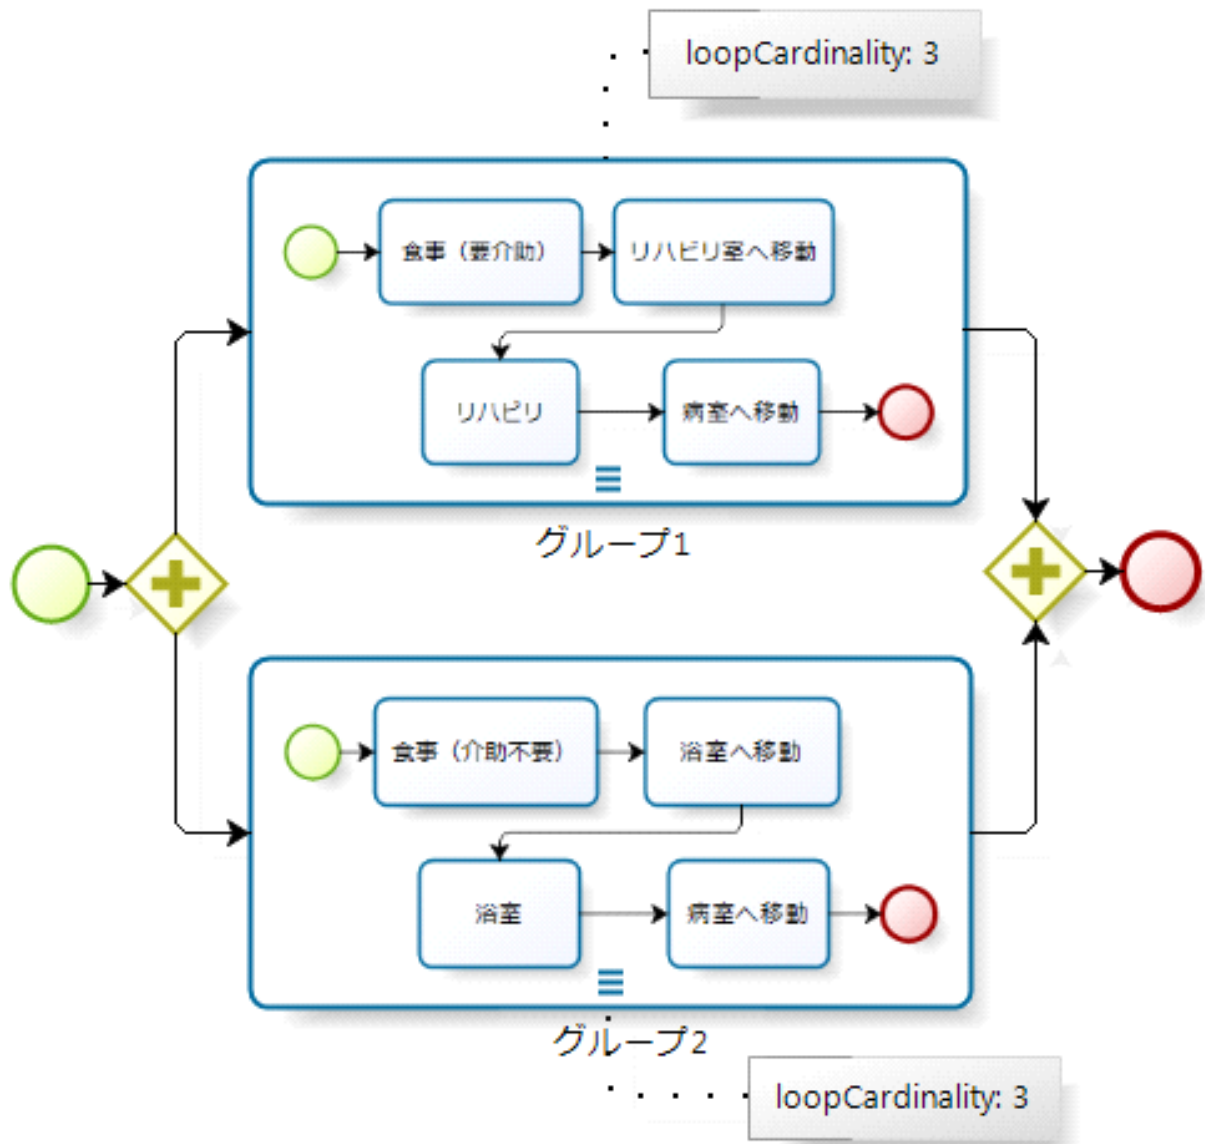 loopCardinality: 3
食事（要介助）
リハビリ室へ移動
リハビリ
病室へ移動
グループ1
食事（介助不要）
浴室へ移動
浴室
病室へ移動
グループ2
loopCardinality: 3